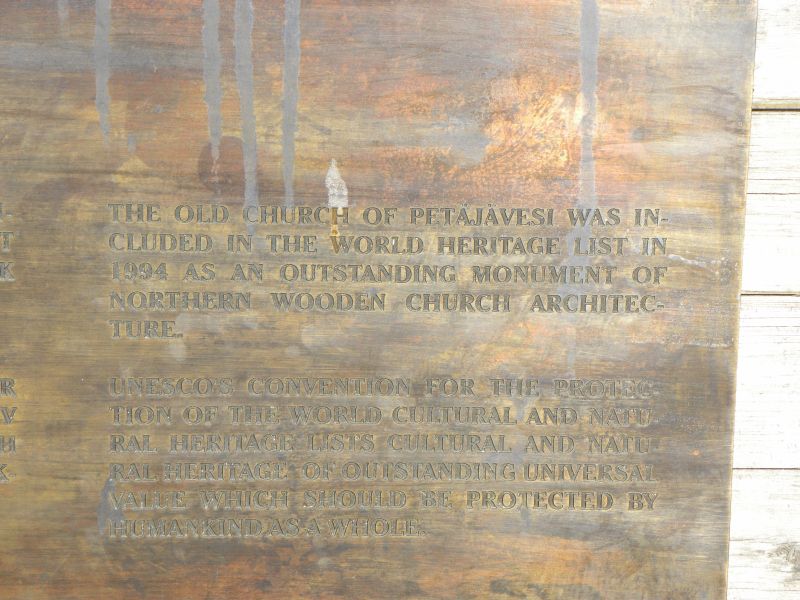 THE OLD CHURCH OF PETÄJÄVESI WAS IN-
CLUDED IN THE WORLD HERITAGE LIST IN
1994 AS AN OUTSTANDING MONUMENT OF
NORTHERN WOODEN CHURCH ARCHITEC-
TURE.
UNESCO'S CONVENTION FOR THE PROTEC-
TION OF THE WORLD CULTURAL AND NATU-
RAL HERITAGE LISTS CULTURAL AND NATU-
RAL HERITAGE OF OUTSTANDING UNIVERSAL
VALUE WHICH SHOULD BE PROTECTED BY
HUMANKIND AS A WHOLE.